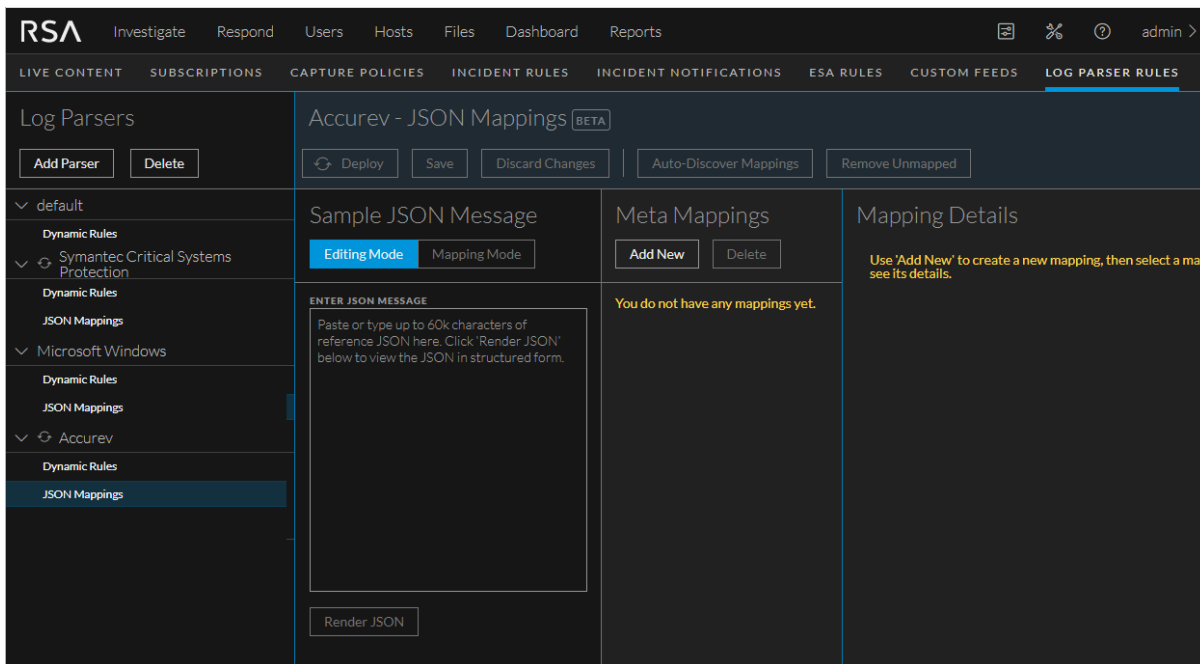 RSA Investigate Respond Users Hosts Files Dashboard Reports admin
LIVE CONTENT SUBSCRIPTIONS CAPTURE POLICIES INCIDENT RULES INCIDENT NOTIFICATIONS ESA RULES CUSTOM FEEDS LOG PARSER RULES
Log Parsers
Add Parser Delete
default
Dynamic Rules
Symantec Critical Systems
Protection
Dynamic Rules
JSON Mappings
Microsoft Windows
Dynamic Rules
JSON Mappings
Accurev
Dynamic Rules
JSON Mappings
Accurev - JSON Mappings BETA
Deploy Save Discard Changes Auto-Discover Mappings Remove Unmapped
Sample JSON Message
Editing Mode Mapping Mode
ENTER JSON MESSAGE
Paste or type up to 60k characters of
reference JSON here. Click 'Render JSON'
below to view the JSON in structured form.
Render JSON
Meta Mappings
Add New Delete
You do not have any mappings yet.
Mapping Details
Use 'Add New' to create a new mapping, then select a ma
see its details.